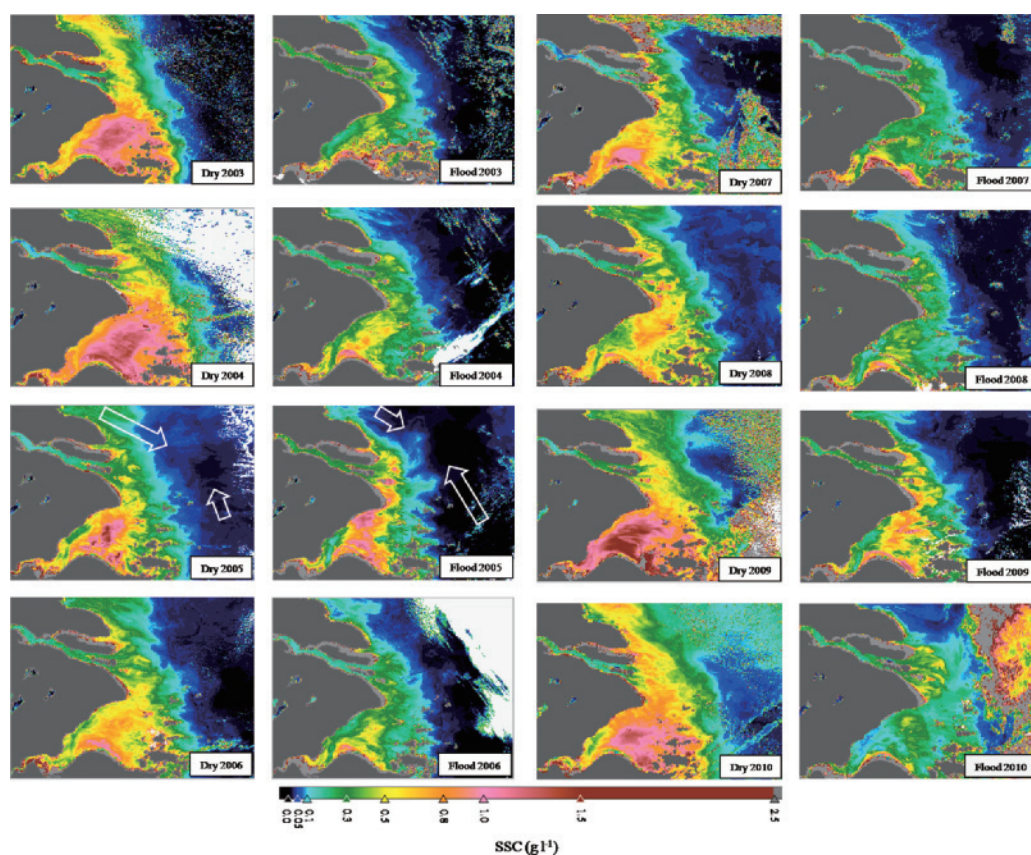 Dry 2003
Flood 2003
Dry 2007
Flood 2007
Dry 2004
Flood 2004
Dry 2008
Flood 2008
Dry 2005
Flood 2005
Dry 2009
Flood 2009
Dry 2006
Flood 2006
Dry 2010
Flood 2010
0.0 0.05 0.1 0.3 0.5 0.8 1.0 1.5 2.5
SSC (g l⁻¹)